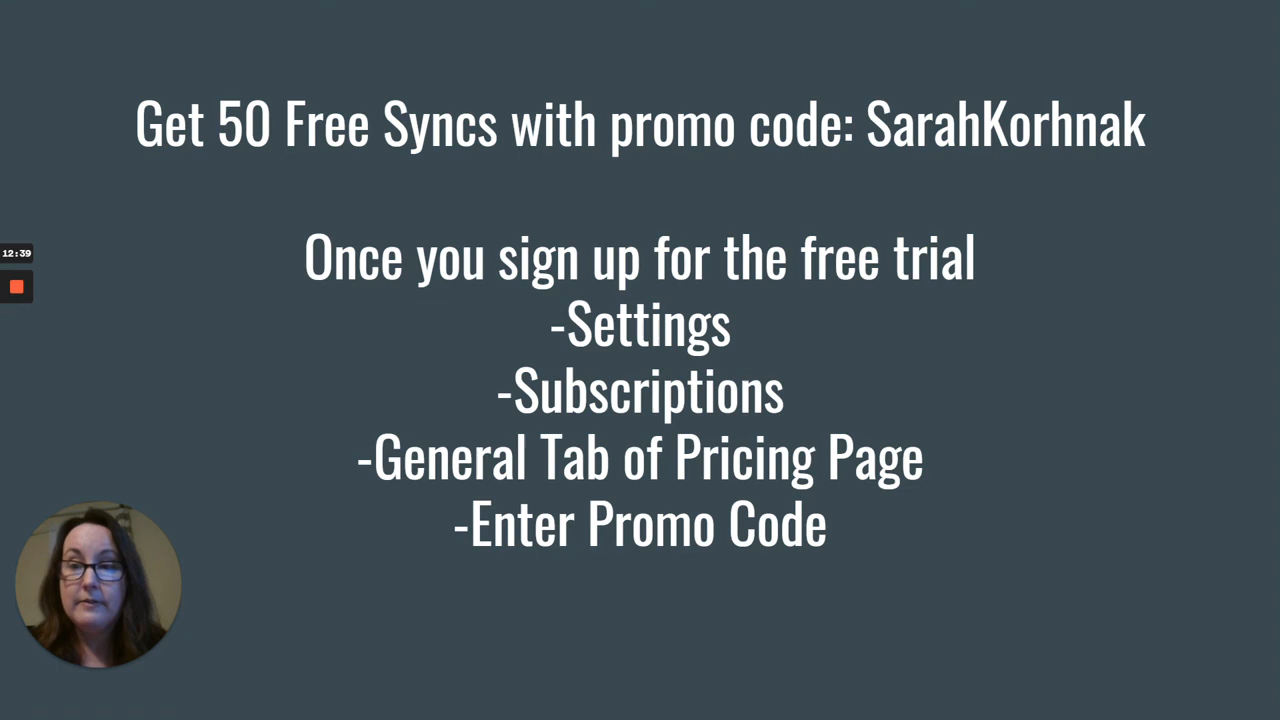 Get 50 Free Syncs with promo code: SarahKorhnak
Once you sign up for the free trial
-Settings
-Subscriptions
-General Tab of Pricing Page
-Enter Promo Code
12:39